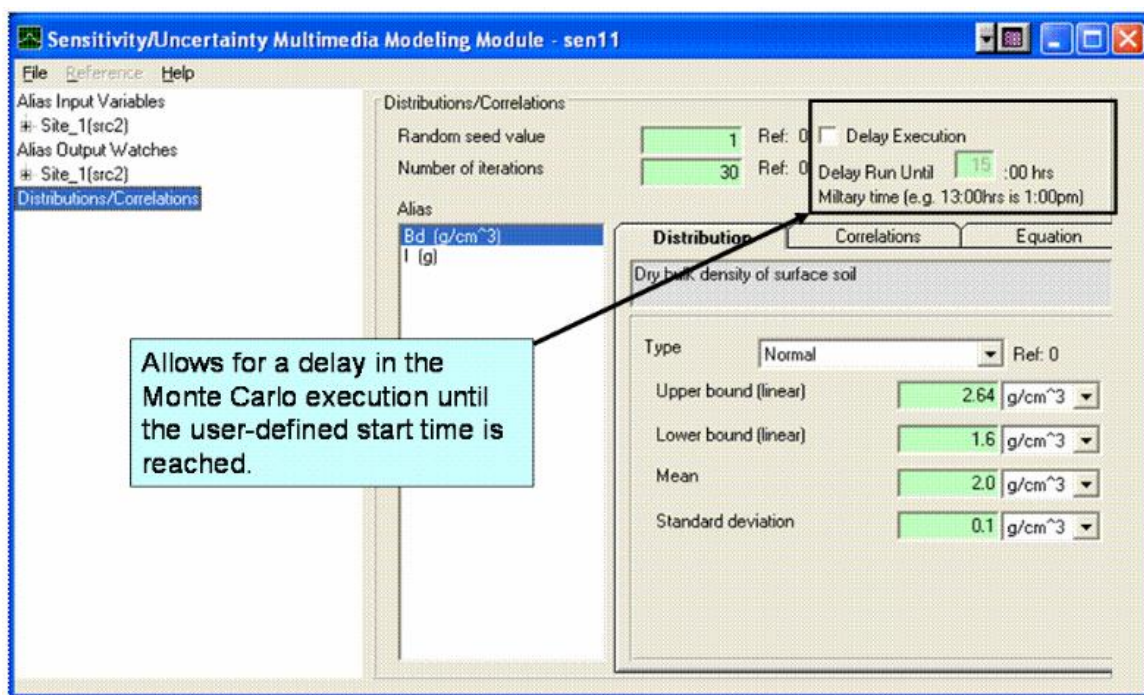 Sensitivity/Uncertainty Multimedia Modeling Module - sen11
File Reference Help
Alias Input Variables
Site_1(src2)
Alias Output Watches
Site_1(src2)
Distributions/Correlations
Distributions/Correlations
Random seed value 1 Ref: 0
Number of iterations 30 Ref: 0
Delay Execution
Delay Run Until 15 :00 hrs
Miltary time (e.g. 13:00hrs is 1:00pm)
Alias
Bd (g/cm^3)
I (g)
Distribution Correlations Equation
Dry bulk density of surface soil
Type Normal Ref: 0
Upper bound (linear) 2.64 g/cm^3
Lower bound (linear) 1.6 g/cm^3
Mean 2.0 g/cm^3
Standard deviation 0.1 g/cm^3
Allows for a delay in the
Monte Carlo execution until
the user-defined start time is
reached.